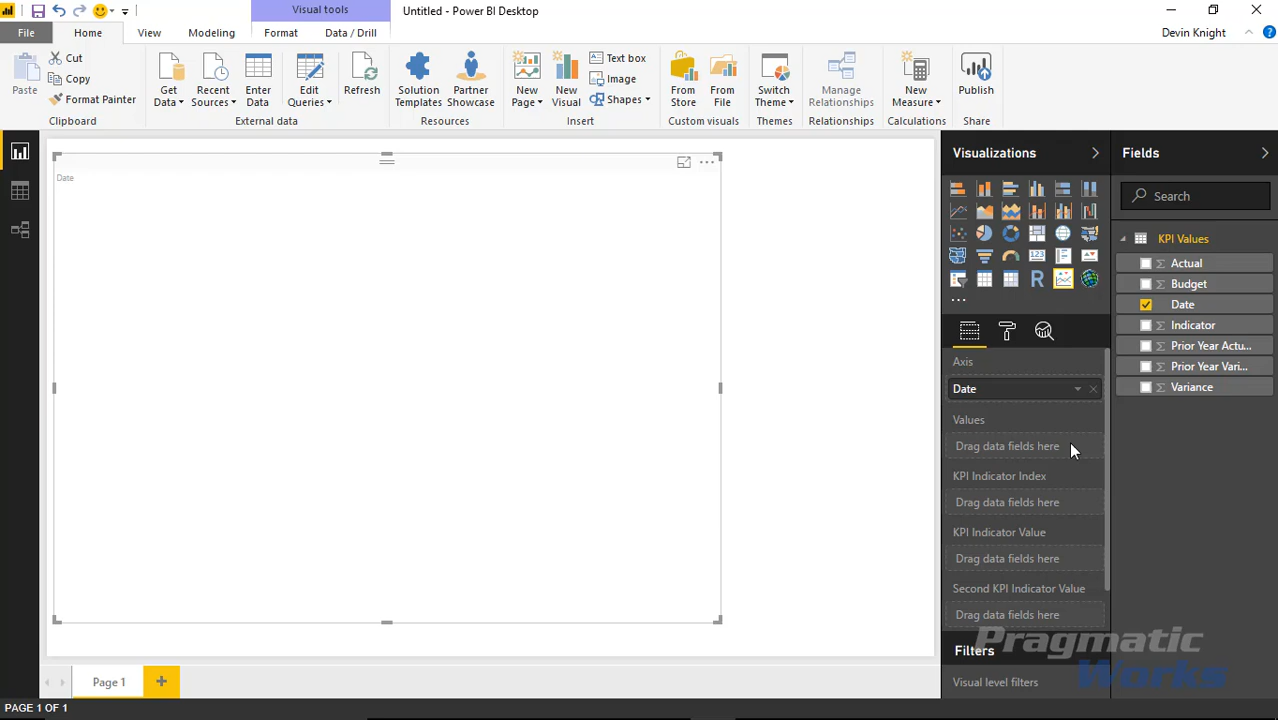 Visual tools
Untitled - Power BI Desktop
File
Home
View
Modeling
Format
Data / Drill
Devin Knight
Paste
Cut
Copy
Format Painter
Clipboard
Get Data
Recent Sources
Enter Data
Edit Queries
Refresh
External data
Solution Templates
Partner Showcase
Resources
New Page
New Visual
Text box
Image
Shapes
Insert
From Store
From File
Custom visuals
Switch Theme
Themes
Manage Relationships
Relationships
New Measure
Calculations
Publish
Share
Date
Visualizations
123
R
Axis
Date
Values
Drag data fields here
KPI Indicator Index
Drag data fields here
KPI Indicator Value
Drag data fields here
Second KPI Indicator Value
Drag data fields here
Filters
Visual level filters
Fields
Search
KPI Values
Actual
Budget
Date
Indicator
Prior Year Actu...
Prior Year Vari...
Variance
Pragmatic
Works
Page 1
PAGE 1 OF 1